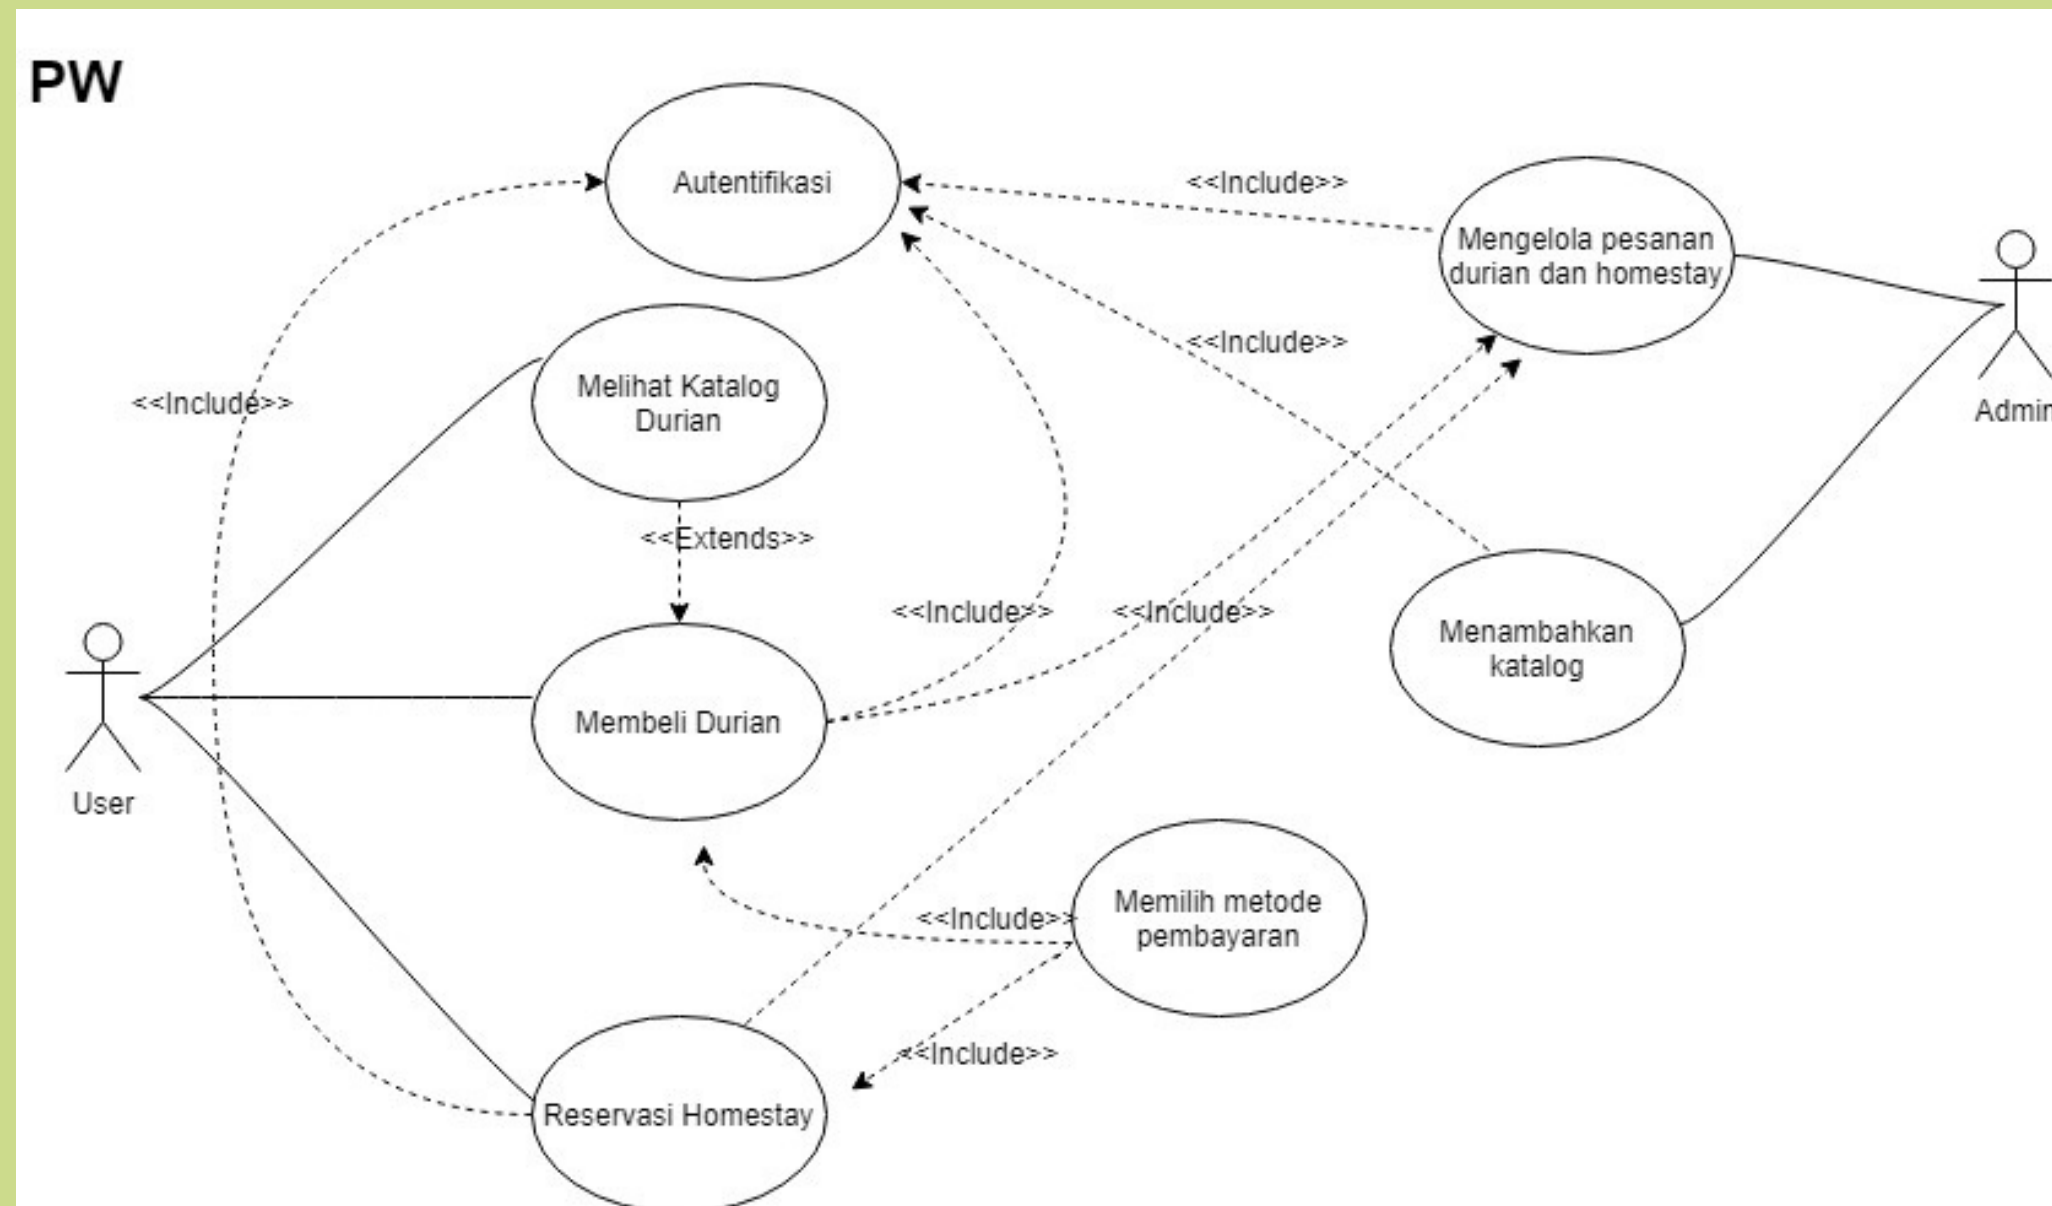 PW
Autentifikasi
<<Include>>
Mengelola pesanan
durian dan homestay
<<Include>>
Melihat Katalog
Durian
<<Include>>
Admin
<<Extends>>
<<Include>>
<<Include>>
Menambahkan
katalog
Membeli Durian
User
Memilih metode
pembayaran
<<Include>>
<<Include>>
Reservasi Homestay